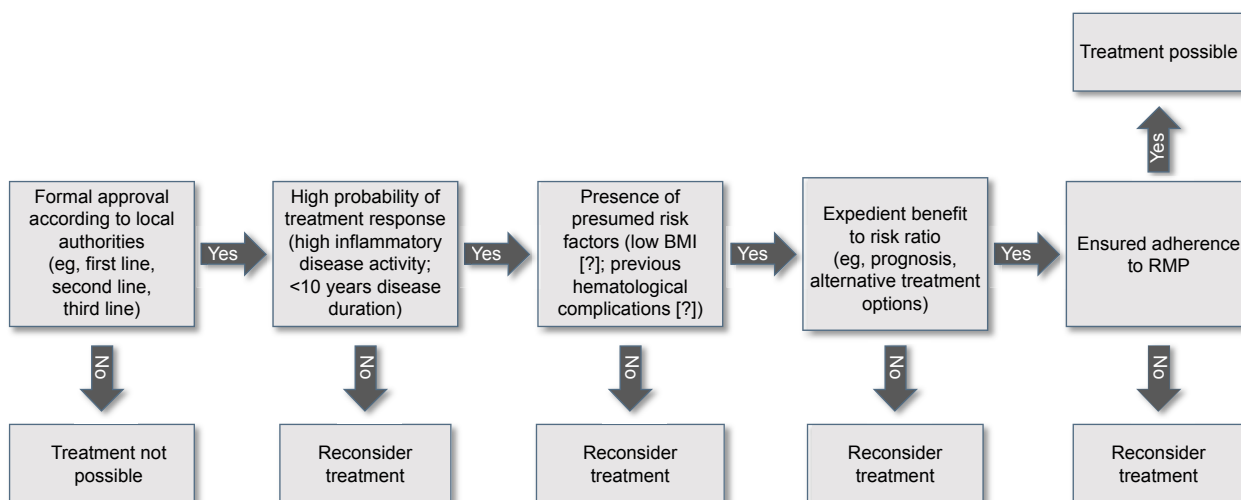 Treatment possible
Yes
Formal approval
according to local
authorities
(eg, first line,
second line,
third line)
Yes
High probability of
treatment response
(high inflammatory
disease activity;
<10 years disease
duration)
Yes
Presence of
presumed risk
factors (low BMI
[?]; previous
hematological
complications [?])
Yes
Expedient benefit
to risk ratio
(eg, prognosis,
alternative treatment
options)
Yes
Ensured adherence
to RMP
No
No
No
No
No
Treatment not
possible
Reconsider
treatment
Reconsider
treatment
Reconsider
treatment
Reconsider
treatment